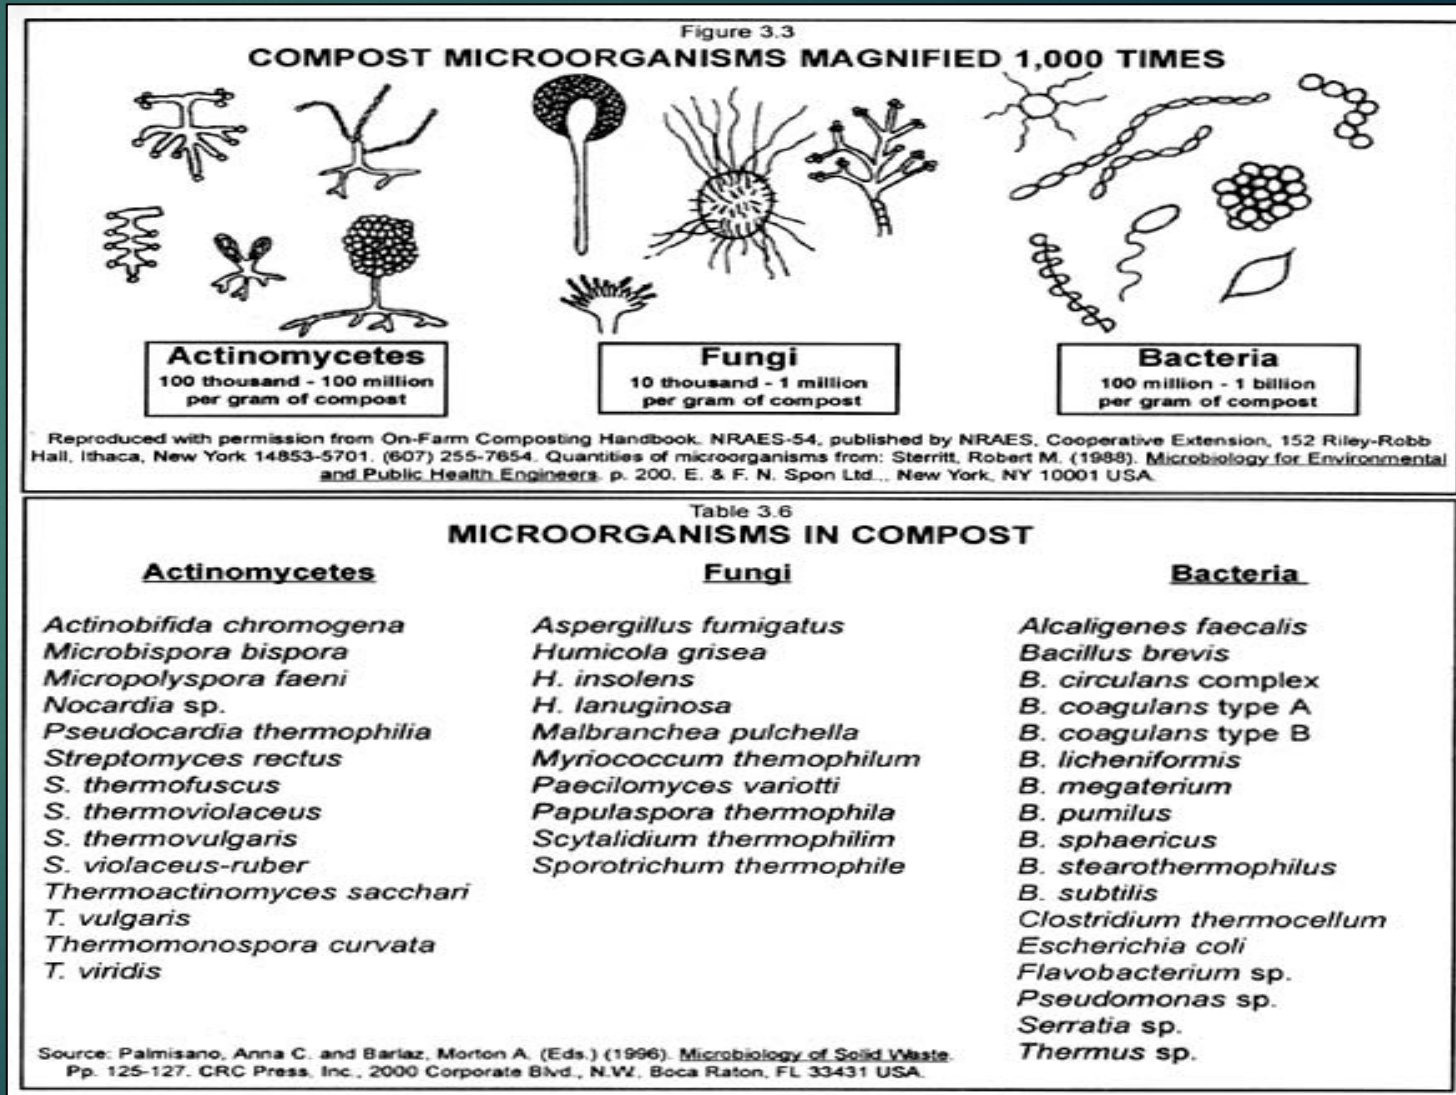 Figure 3.3
COMPOST MICROORGANISMS MAGNIFIED 1,000 TIMES
Actinomycetes
100 thousand - 100 million
per gram of compost
Fungi
10 thousand - 1 million
per gram of compost
Bacteria
100 million - 1 billion
per gram of compost
Reproduced with permission from On-Farm Composting Handbook. NRAES-54, published by NRAES, Cooperative Extension, 152 Riley-Robb
Hall, Ithaca, New York 14853-5701. (607) 255-7654. Quantities of microorganisms from: Sterritt, Robert M. (1988). Microbiology for Environmental
and Public Health Engineers. p. 200. E. & F. N. Spon Ltd.., New York, NY 10001 USA.
Table 3.6
MICROORGANISMS IN COMPOST
Actinomycetes
Actinobifida chromogena
Microbispora bispora
Micropolyspora faeni
Nocardia sp.
Pseudocardia thermophilia
Streptomyces rectus
S. thermofuscus
S. thermoviolaceus
S. thermovulgaris
S. violaceus-ruber
Thermoactinomyces sacchari
T. vulgaris
Thermomonospora curvata
T. viridis
Fungi
Aspergillus fumigatus
Humicola grisea
H. insolens
H. lanuginosa
Malbranchea pulchella
Myriococcum themophilum
Paecilomyces variotti
Papulaspora thermophila
Scytalidium thermophilim
Sporotrichum thermophile
Bacteria
Alcaligenes faecalis
Bacillus brevis
B. circulans complex
B. coagulans type A
B. coagulans type B
B. licheniformis
B. megaterium
B. pumilus
B. sphaericus
B. stearothermophilus
B. subtilis
Clostridium thermocellum
Escherichia coli
Flavobacterium sp.
Pseudomonas sp.
Serratia sp.
Thermus sp.
Source: Palmisano, Anna C. and Barlaz, Morton A. (Eds.) (1996). Microbiology of Solid Waste.
Pp. 125-127. CRC Press, Inc., 2000 Corporate Blvd., N.W. Boca Raton, FL 33431 USA.